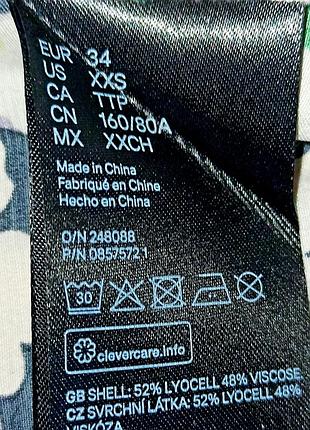 EUR 34
US XXS
CA TTP
CN 160/80A
MX XXCH
Made in China
Fabriqué en Chine
Hecho en China
O/N 248088
P/N 0857572 1
30
clevercare.info
GB SHELL: 52% LYOCELL 48% VISCOSE
CZ SVRCHNÍ LÁTKA: 52% LYOCELL 48%
VISKÓZA